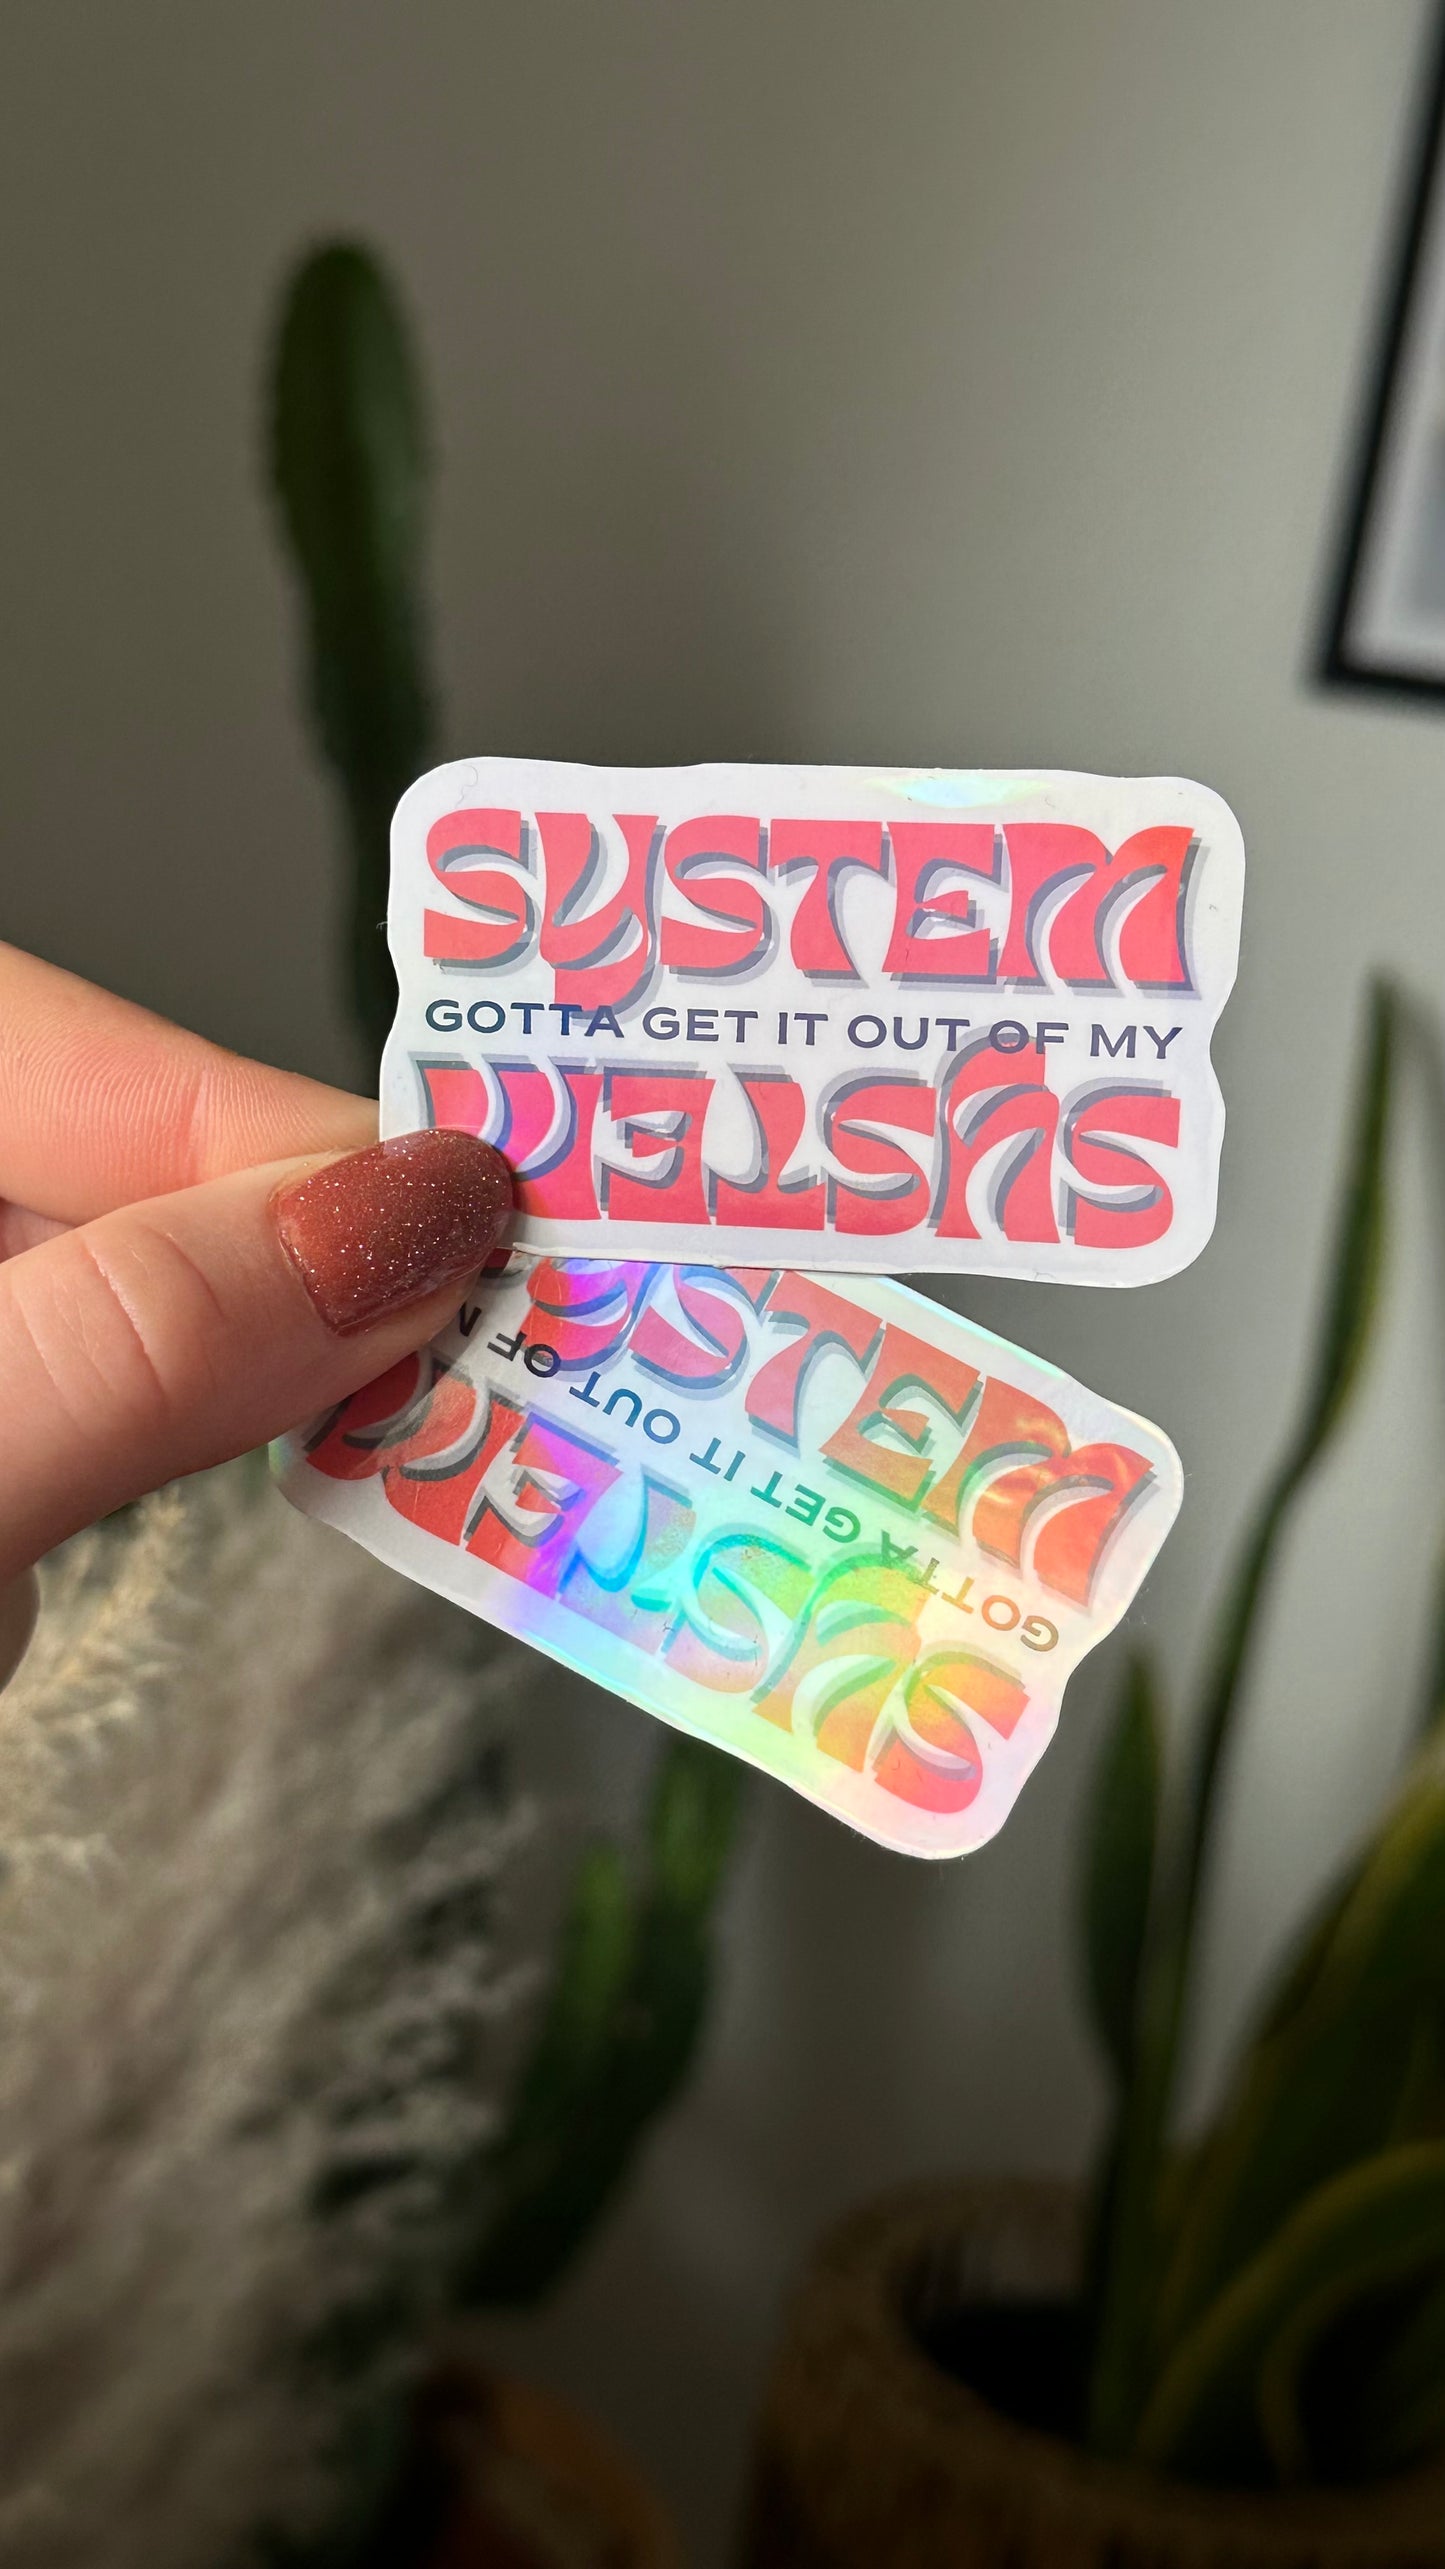 SYSTEM
GOTTA GET IT OUT OF MY
SYSTEM
SYSTEM
GOTTA GET IT OUT OF M
SYSTEM